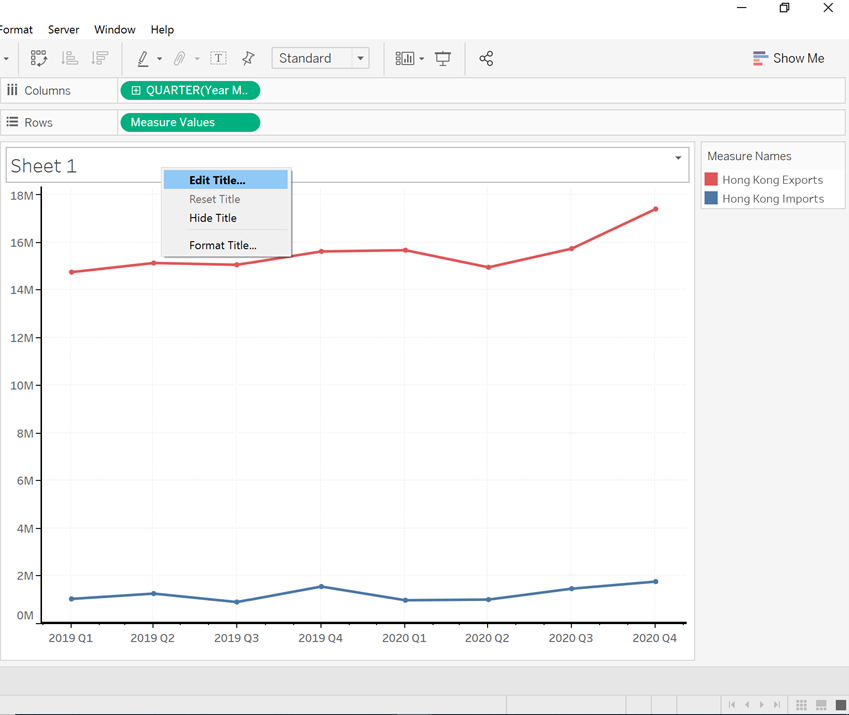 Format Server Window Help
Standard
Show Me
Columns
QUARTER(Year M..
Rows
Measure Values
Sheet 1
Edit Title...
Reset Title
Hide Title
Format Title...
Measure Names
Hong Kong Exports
Hong Kong Imports
18M
16M
14M
12M
10M
8M
6M
4M
2M
0M
2019 Q1 2019 Q2 2019 Q3 2019 Q4 2020 Q1 2020 Q2 2020 Q3 2020 Q4